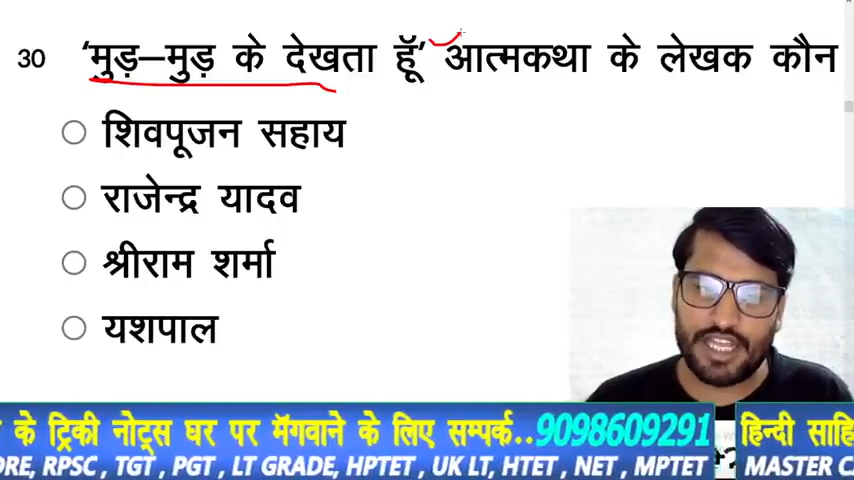 30 ‘मुड़–मुड़ के देखता हूॅ’ आत्मकथा के लेखक कौन
शिवपूजन सहाय
राजेन्द्र यादव
श्रीराम शर्मा
यशपाल
के ट्रिकी नोट्स घर पर मॅगवाने के लिए सम्पर्क..9098609291 हिन्दी साहि
RPSC, TGT , PGT , LT GRADE, HPTET , UK LT, HTET , NET , MPTET MASTER